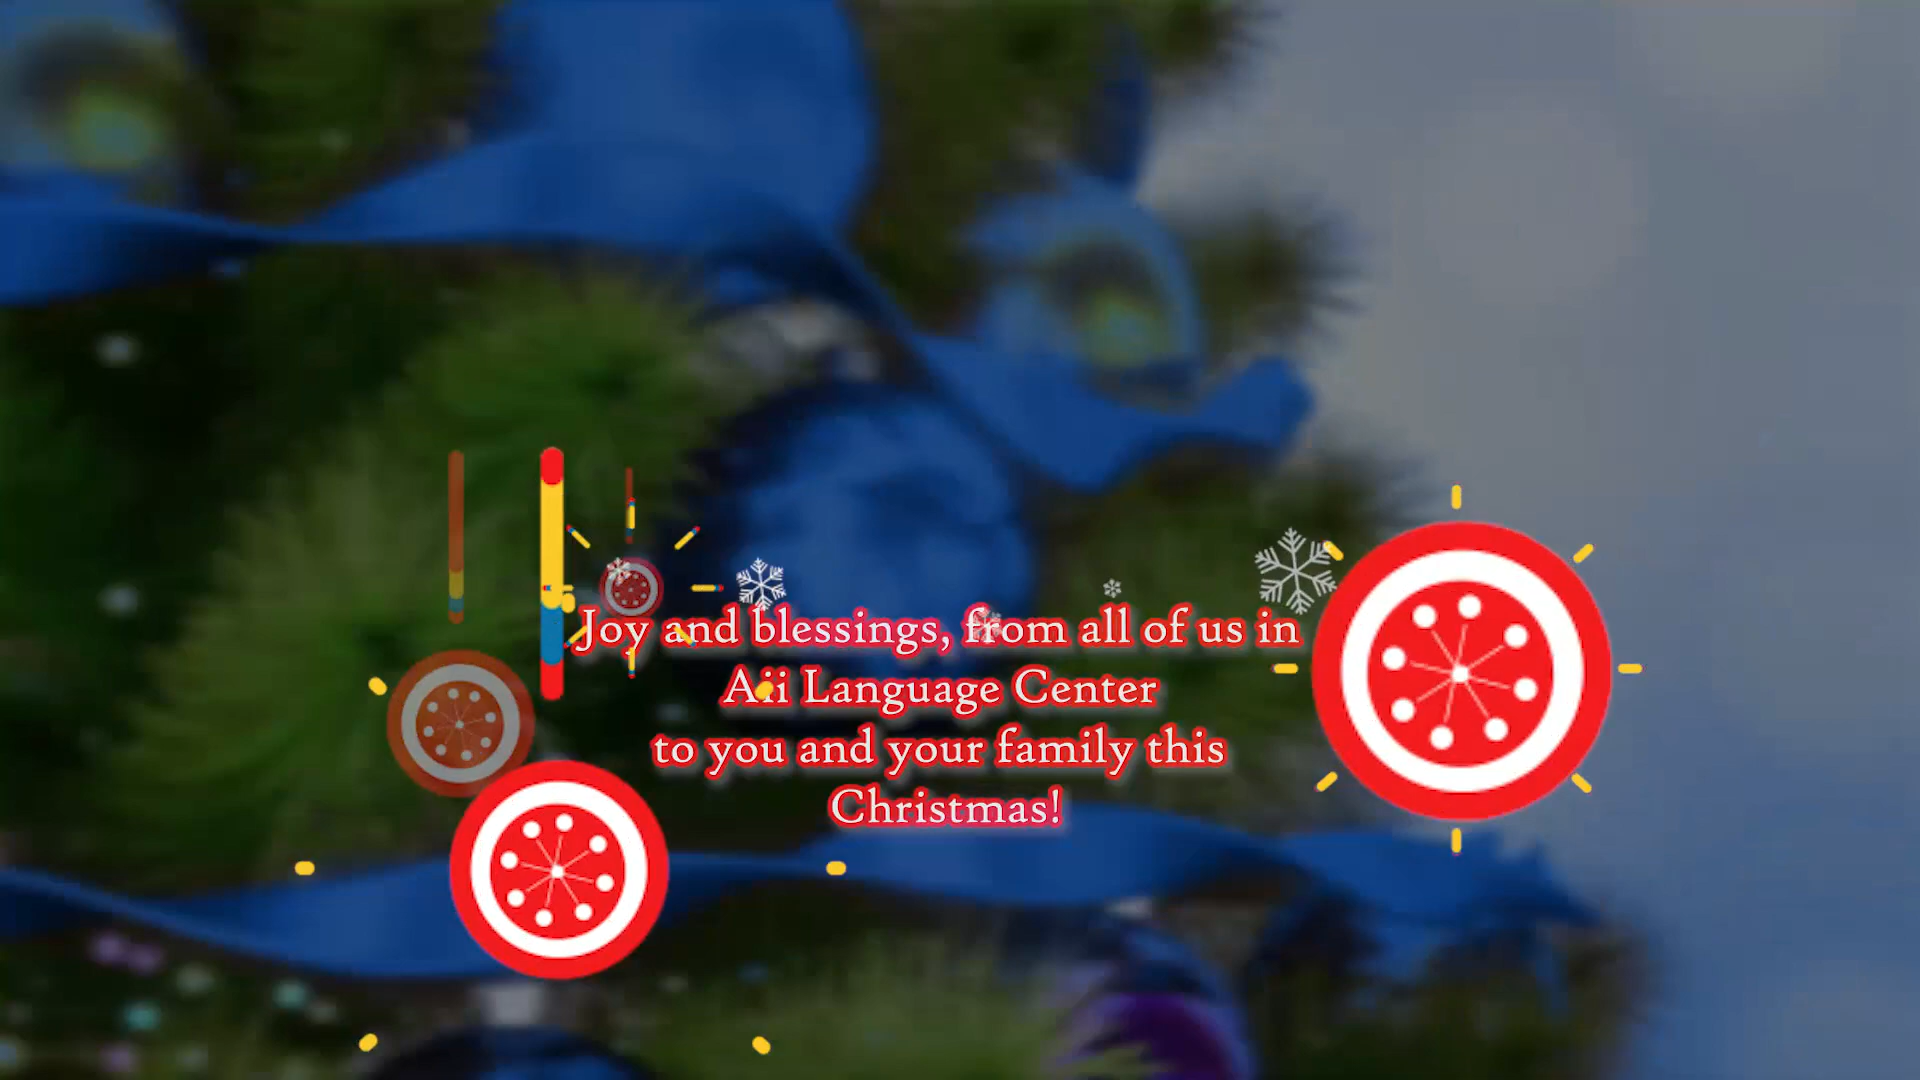 Joy and blessings, from all of us in
Aii Language Center
to you and your family this
Christmas!